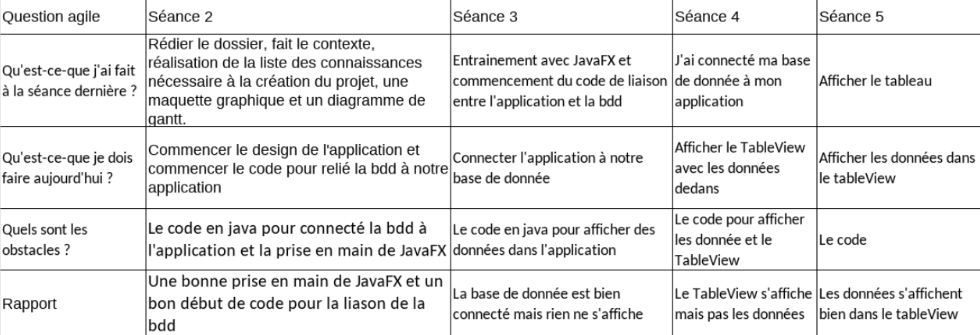 Question agile
Séance 2
Séance 3
Séance 4
Séance 5
Qu'est-ce-que j'ai fait
à la séance dernière ?
Rédier le dossier, fait le contexte,
réalisation de la liste des connaissances
nécessaire à la création du projet, une
maquette graphique et un diagramme de
gantt.
Entrainement avec JavaFX et
commencement du code de liaison
entre l'application et la bdd
J'ai connecté ma base
de donnée à mon
application
Afficher le tableau
Qu'est-ce-que je dois
faire aujourd'hui ?
Commencer le design de l'application et
commencer le code pour relié la bdd à notre
application
Connecter l'application à notre
base de donnée
Afficher le TableView
avec les données
dedans
Afficher les données dans
le tableView
Quels sont les
obstacles ?
Le code en java pour connecté la bdd à
l'application et la prise en main de JavaFX
Le code en java pour afficher des
données dans l'application
Le code pour afficher
les donnée et le
TableView
Le code
Rapport
Une bonne prise en main de JavaFX et un
bon début de code pour la liason de la
bdd
La base de donnée est bien
connecté mais rien ne s'affiche
Le TableView s'affiche
mais pas les données
Les données s'affichent
bien dans le tableView